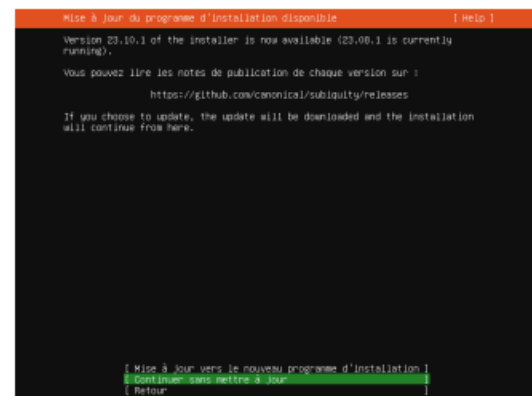 Mise à jour du programme d'installation disponible [ Help ]
Version 23.10.1 of the installer is now available (23.08.1 is currently
running).
Vous pouvez lire les notes de publication de chaque version sur :
https://github.com/canonical/subiquity/releases
If you choose to update, the update will be downloaded and the installation
will continue from here.
[ Mise à jour vers le nouveau programme d'installation ]
[ Continuer sans mettre à jour ]
[ Retour ]